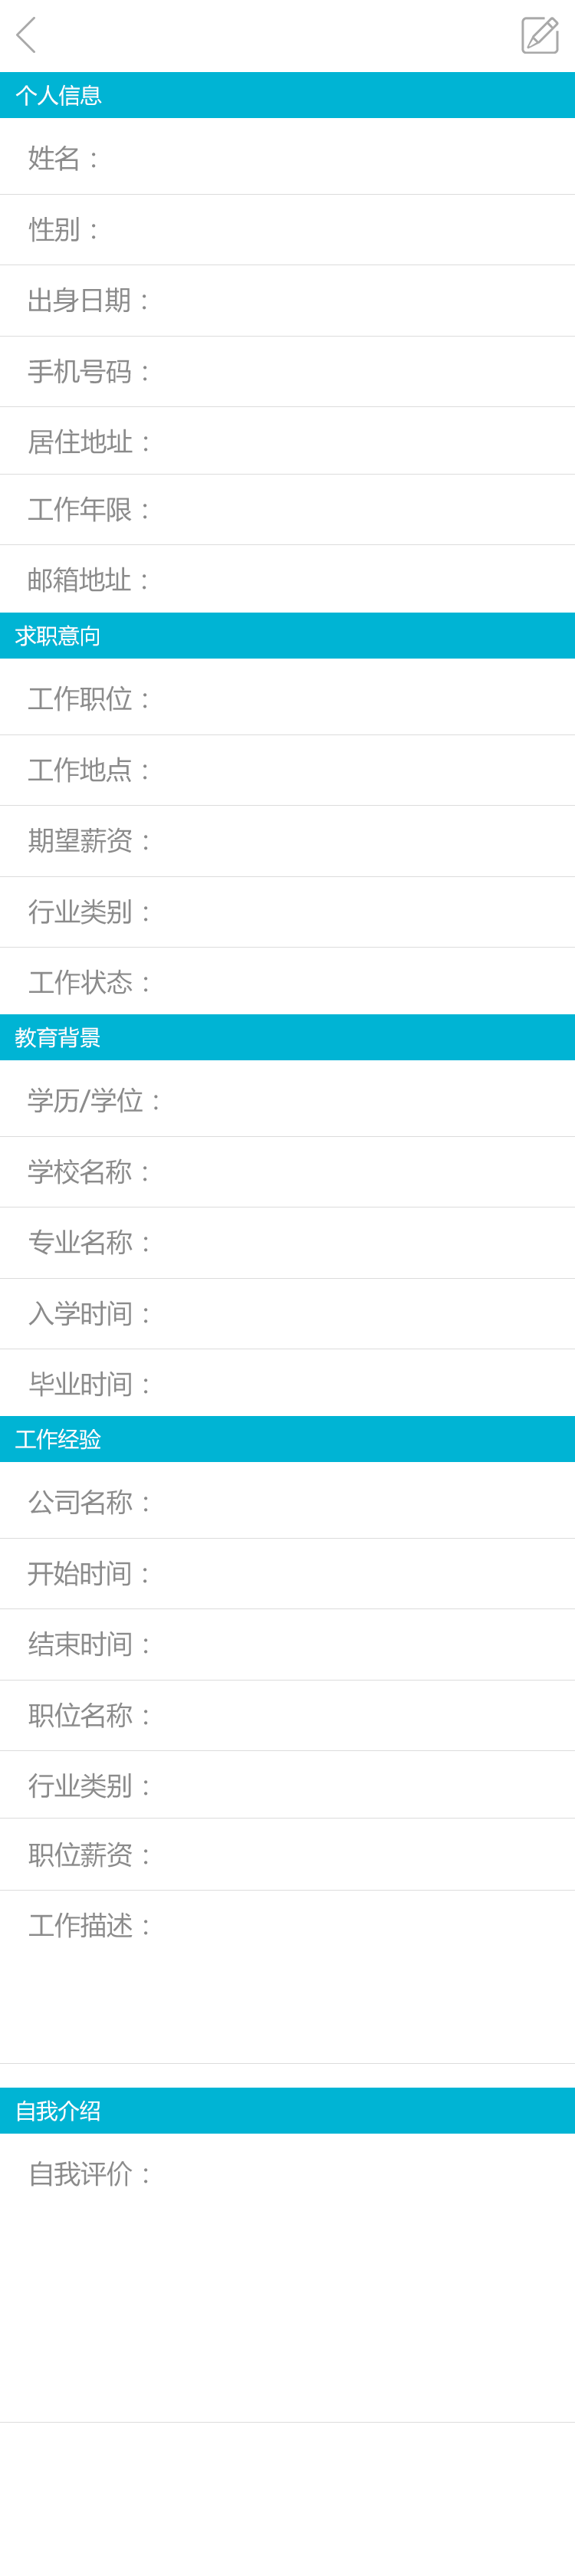 个人信息
姓名：
性别：
出身日期：
手机号码：
居住地址：
工作年限：
邮箱地址：
求职意向
工作职位：
工作地点：
期望薪资：
行业类别：
工作状态：
教育背景
学历/学位：
学校名称：
专业名称：
入学时间：
毕业时间：
工作经验
公司名称：
开始时间：
结束时间：
职位名称：
行业类别：
职位薪资：
工作描述：
自我介绍
自我评价：